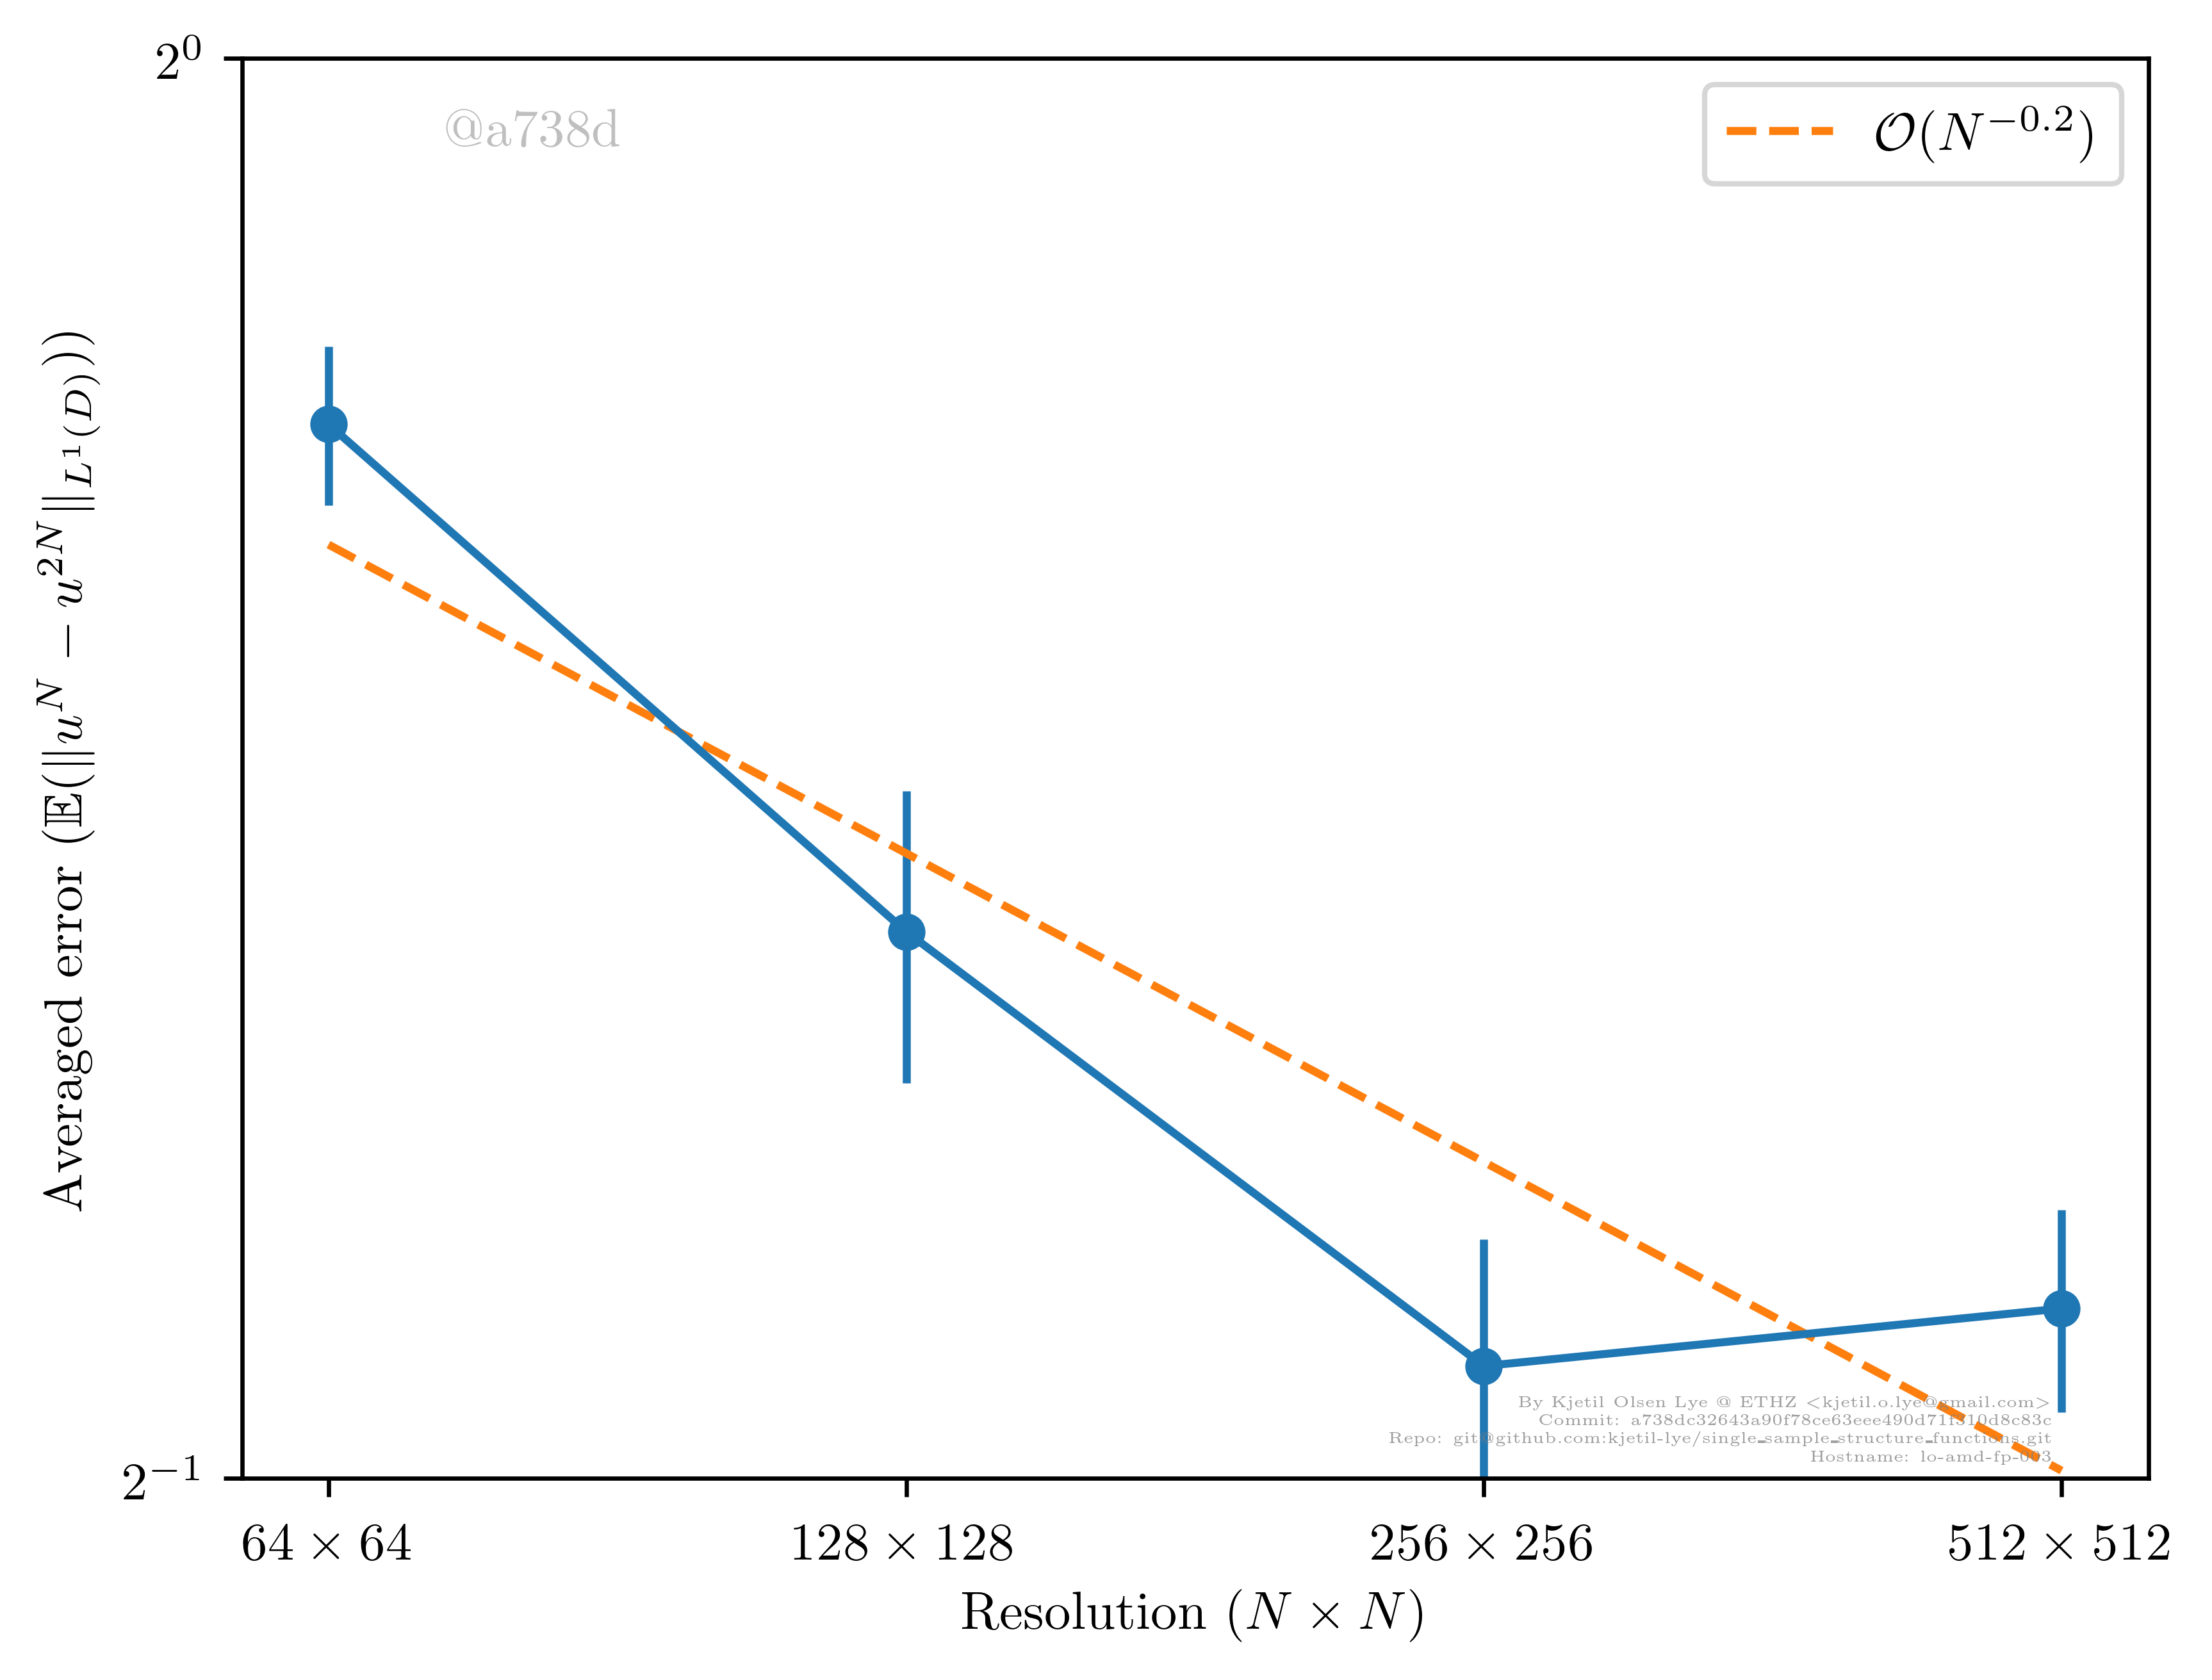 2^0
@a738d
O(N^{-0.2})
Averaged error (𝔼(‖u^N − u^{2N}‖_{L^1(D)}))
By Kjetil Olsen Lye @ ETHZ <kjetil.o.lye@gmail.com>
Commit: a738dc32643a90f78ce63eee490d71f310d8c83c
Repo: git@github.com:kjetil-lye/single_sample_structure_functions.git
Hostname: lo-amd-fp-003
2^{-1}
64 × 64 128 × 128 256 × 256 512 × 512
Resolution (N × N)